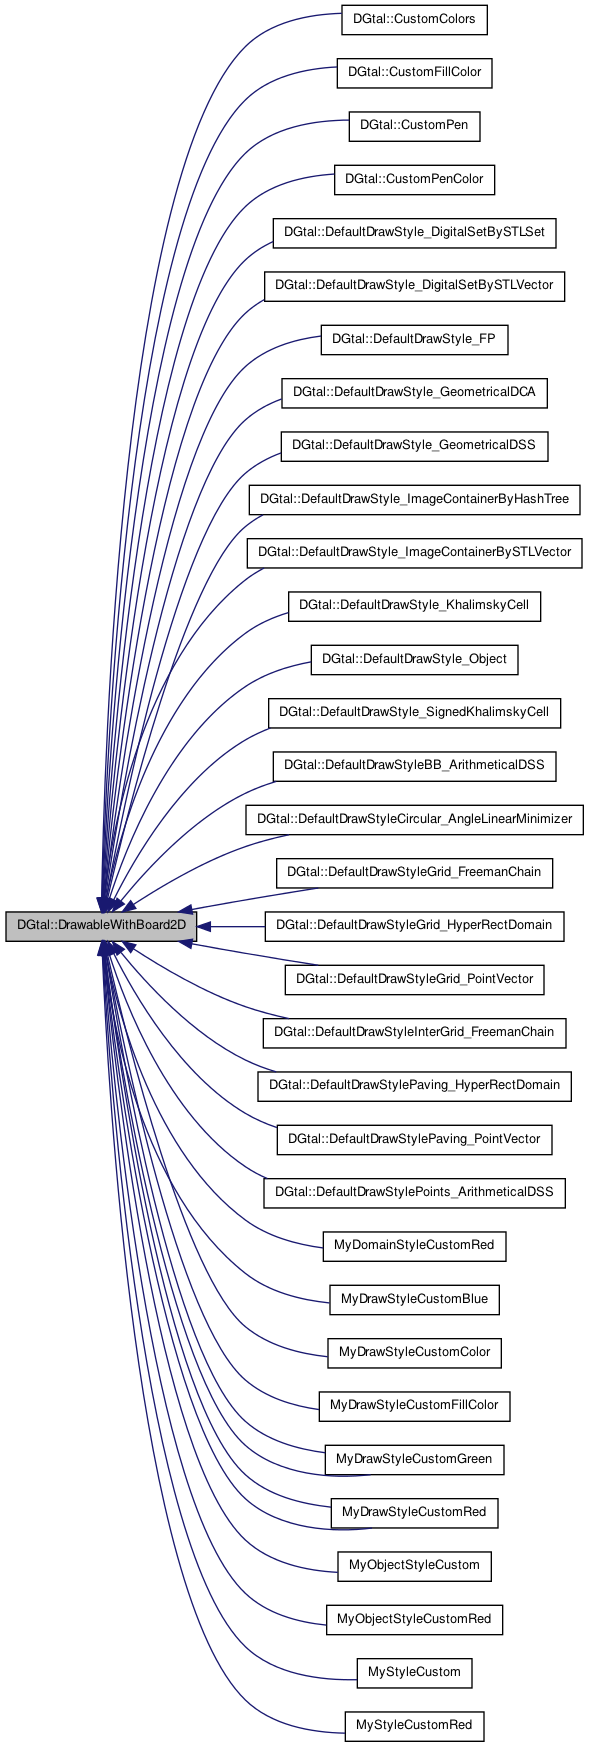 DGtal::CustomColors
DGtal::CustomFillColor
DGtal::CustomPen
DGtal::CustomPenColor
DGtal::DefaultDrawStyle_DigitalSetBySTLSet
DGtal::DefaultDrawStyle_DigitalSetBySTLVector
DGtal::DefaultDrawStyle_FP
DGtal::DefaultDrawStyle_GeometricalDCA
DGtal::DefaultDrawStyle_GeometricalDSS
DGtal::DefaultDrawStyle_ImageContainerByHashTree
DGtal::DefaultDrawStyle_ImageContainerBySTLVector
DGtal::DefaultDrawStyle_KhalimskyCell
DGtal::DefaultDrawStyle_Object
DGtal::DefaultDrawStyle_SignedKhalimskyCell
DGtal::DefaultDrawStyleBB_ArithmeticalDSS
DGtal::DefaultDrawStyleCircular_AngleLinearMinimizer
DGtal::DefaultDrawStyleGrid_FreemanChain
DGtal::DrawableWithBoard2D
DGtal::DefaultDrawStyleGrid_HyperRectDomain
DGtal::DefaultDrawStyleGrid_PointVector
DGtal::DefaultDrawStyleInterGrid_FreemanChain
DGtal::DefaultDrawStylePaving_HyperRectDomain
DGtal::DefaultDrawStylePaving_PointVector
DGtal::DefaultDrawStylePoints_ArithmeticalDSS
MyDomainStyleCustomRed
MyDrawStyleCustomBlue
MyDrawStyleCustomColor
MyDrawStyleCustomFillColor
MyDrawStyleCustomGreen
MyDrawStyleCustomRed
MyObjectStyleCustom
MyObjectStyleCustomRed
MyStyleCustom
MyStyleCustomRed